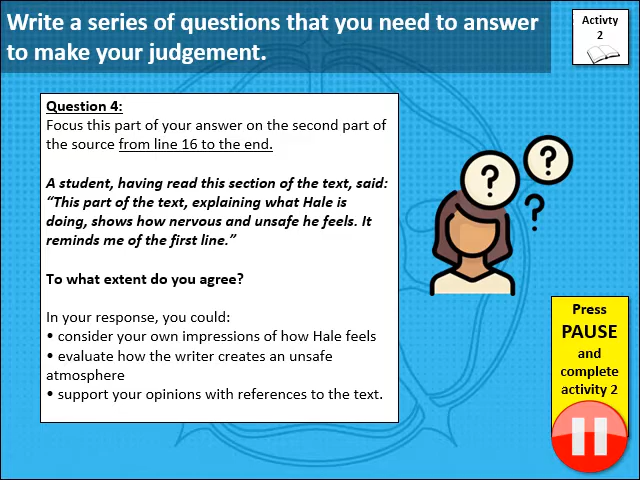 Write a series of questions that you need to answer
to make your judgement.
Activty
2
Question 4:
Focus this part of your answer on the second part of
the source from line 16 to the end.
A student, having read this section of the text, said:
“This part of the text, explaining what Hale is
doing, shows how nervous and unsafe he feels. It
reminds me of the first line.”
To what extent do you agree?
In your response, you could:
• consider your own impressions of how Hale feels
• evaluate how the writer creates an unsafe
atmosphere
• support your opinions with references to the text.
?
?
?
Press
PAUSE
and
complete
activity 2